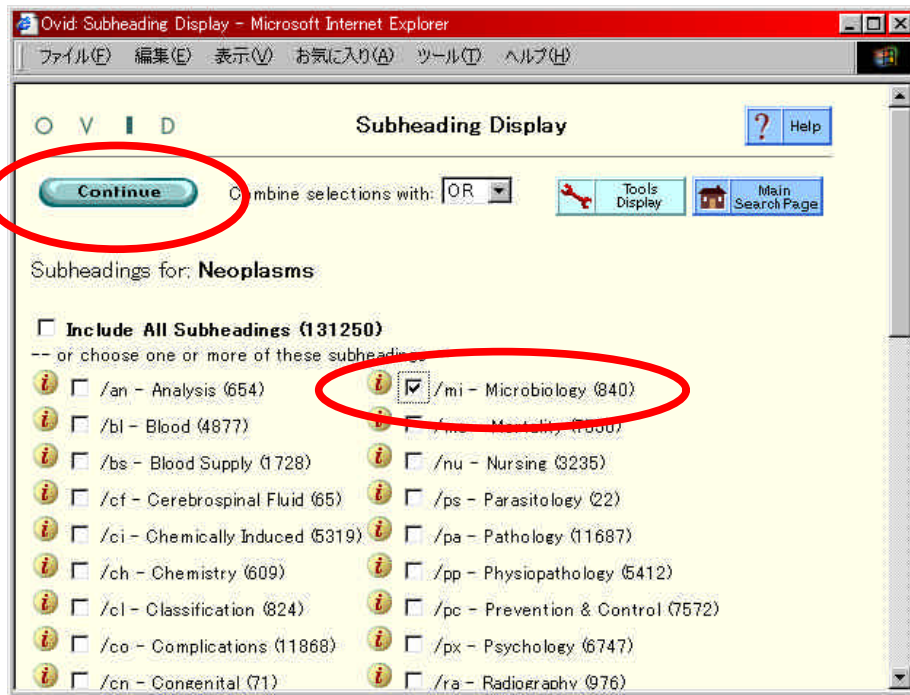 Ovid: Subheading Display - Microsoft Internet Explorer
ファイル(F) 編集(E) 表示(V) お気に入り(A) ツール(T) ヘルプ(H)
O V I D Subheading Display ? Help
Continue Combine selections with: OR Tools Display Main Search Page
Subheadings for: Neoplasms
Include All Subheadings (131250)
-- or choose one or more of these subheadings
/an - Analysis (654) /mi - Microbiology (840)
/bl - Blood (4877) - Mortality
/bs - Blood Supply (1728) /nu - Nursing (3235)
/cf - Cerebrospinal Fluid (65) /ps - Parasitology (22)
/ci - Chemically Induced (5319) /pa - Pathology (11687)
/ch - Chemistry (609) /pp - Physiopathology (5412)
/cl - Classification (824) /pc - Prevention & Control (7572)
/co - Complications (11868) /px - Psychology (6747)
/cn - Congenital (71) /ra - Radiography (976)